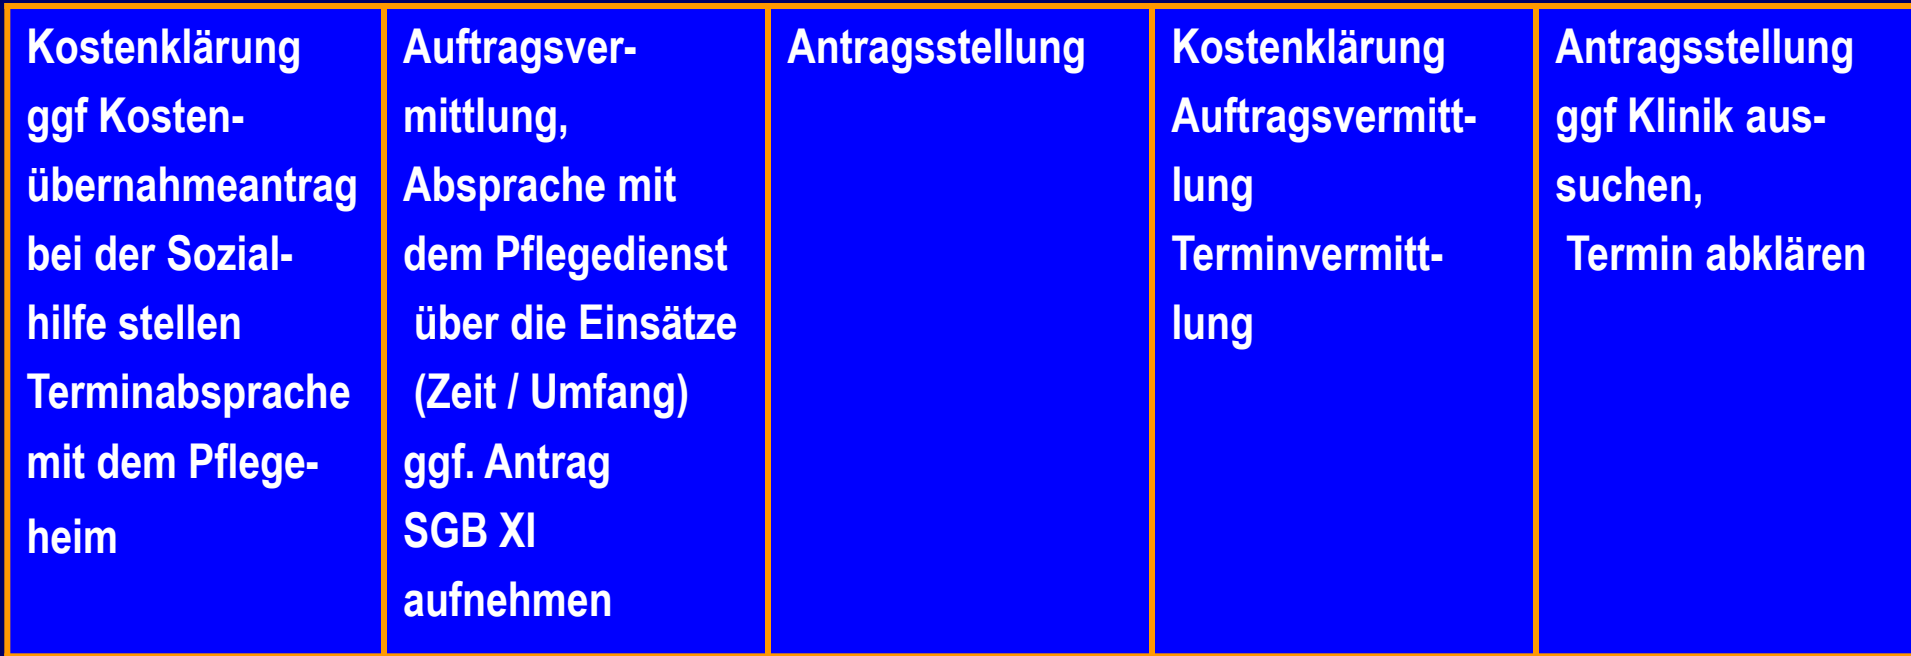 Kostenklärung
ggf Kosten-
übernahmeantrag
bei der Sozial-
hilfe stellen
Terminabsprache
mit dem Pflege-
heim
Auftragsver-
mittlung,
Absprache mit
dem Pflegedienst
über die Einsätze
(Zeit / Umfang)
ggf. Antrag
SGB XI
aufnehmen
Antragsstellung
Kostenklärung
Auftragsvermitt-
lung
Terminvermitt-
lung
Antragsstellung
ggf Klinik aus-
suchen,
Termin abklären